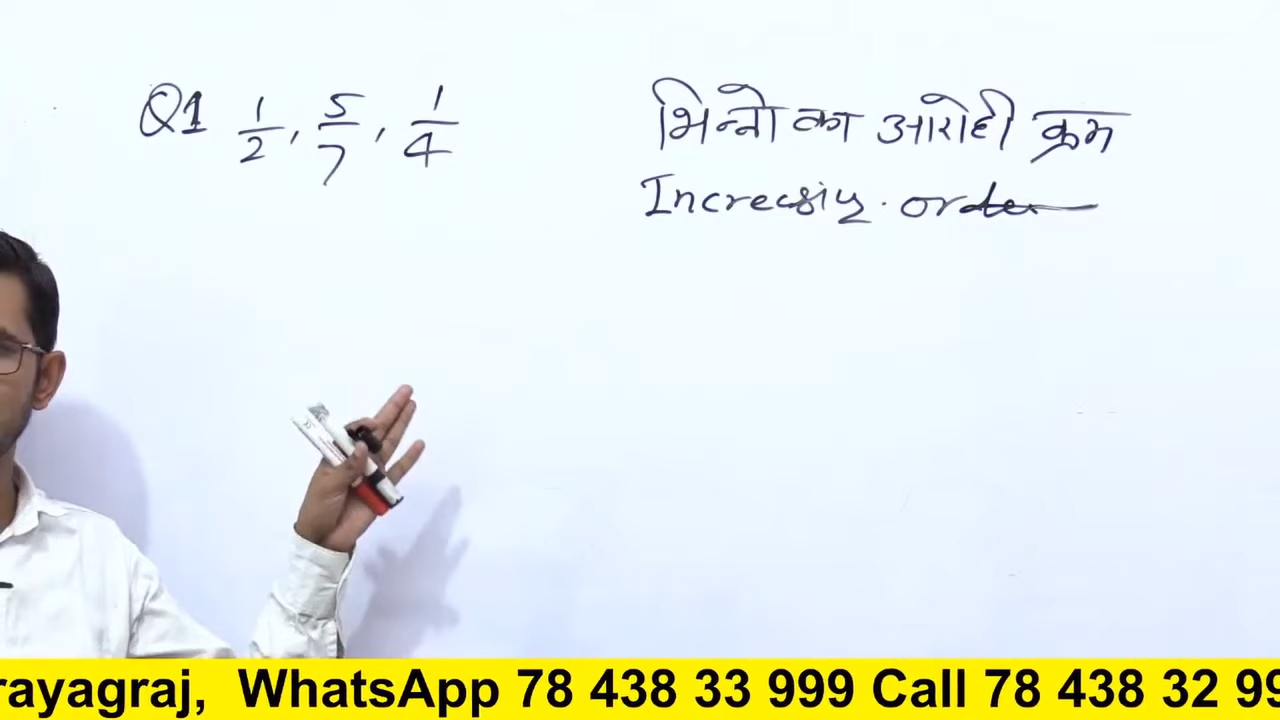 Q1 1/2, 5/7, 1/4
भिन्नो का आरोही क्रम
Increasing. order
rayagraj, WhatsApp 78 438 33 999 Call 78 438 32 99